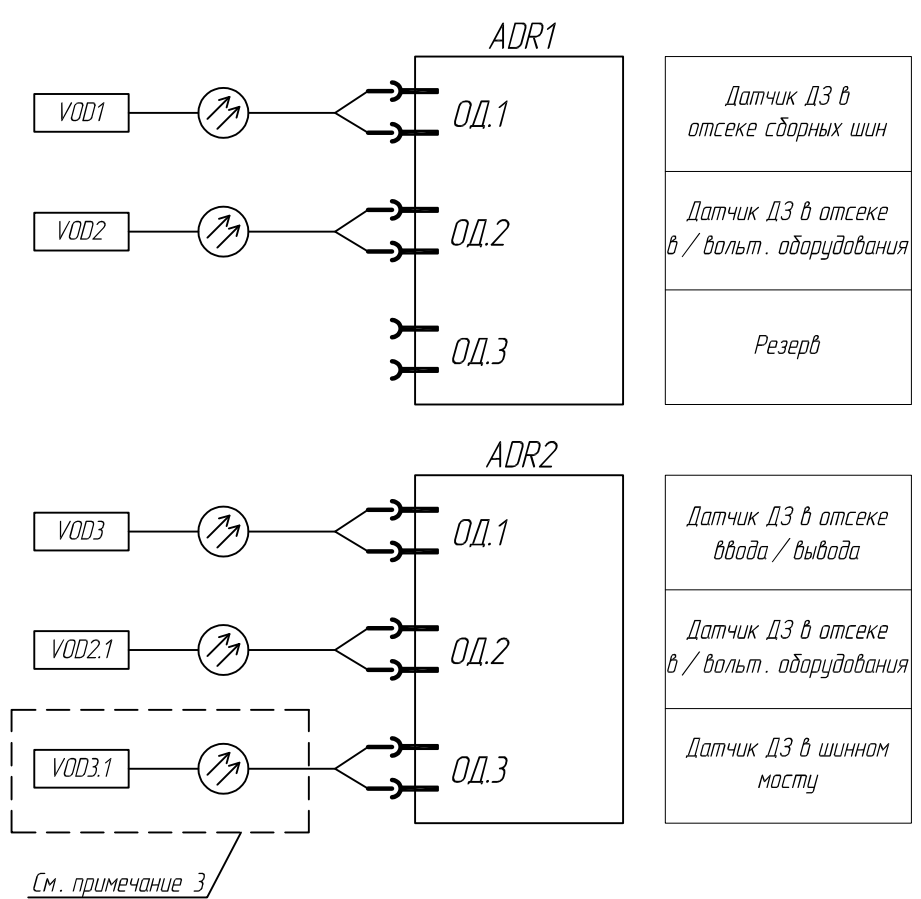 ADR1
VOD1
ОД.1
Датчик ДЗ в
отсеке сборных шин
VOD2
ОД.2
Датчик ДЗ в отсеке
в / вольт. оборудования
ОД.3
Резерв
ADR2
VOD3
ОД.1
Датчик ДЗ в отсеке
ввода / вывода
VOD2.1
ОД.2
Датчик ДЗ в отсеке
в / вольт. оборудования
VOD3.1
ОД.3
Датчик ДЗ в шинном
мосту
См. примечание 3